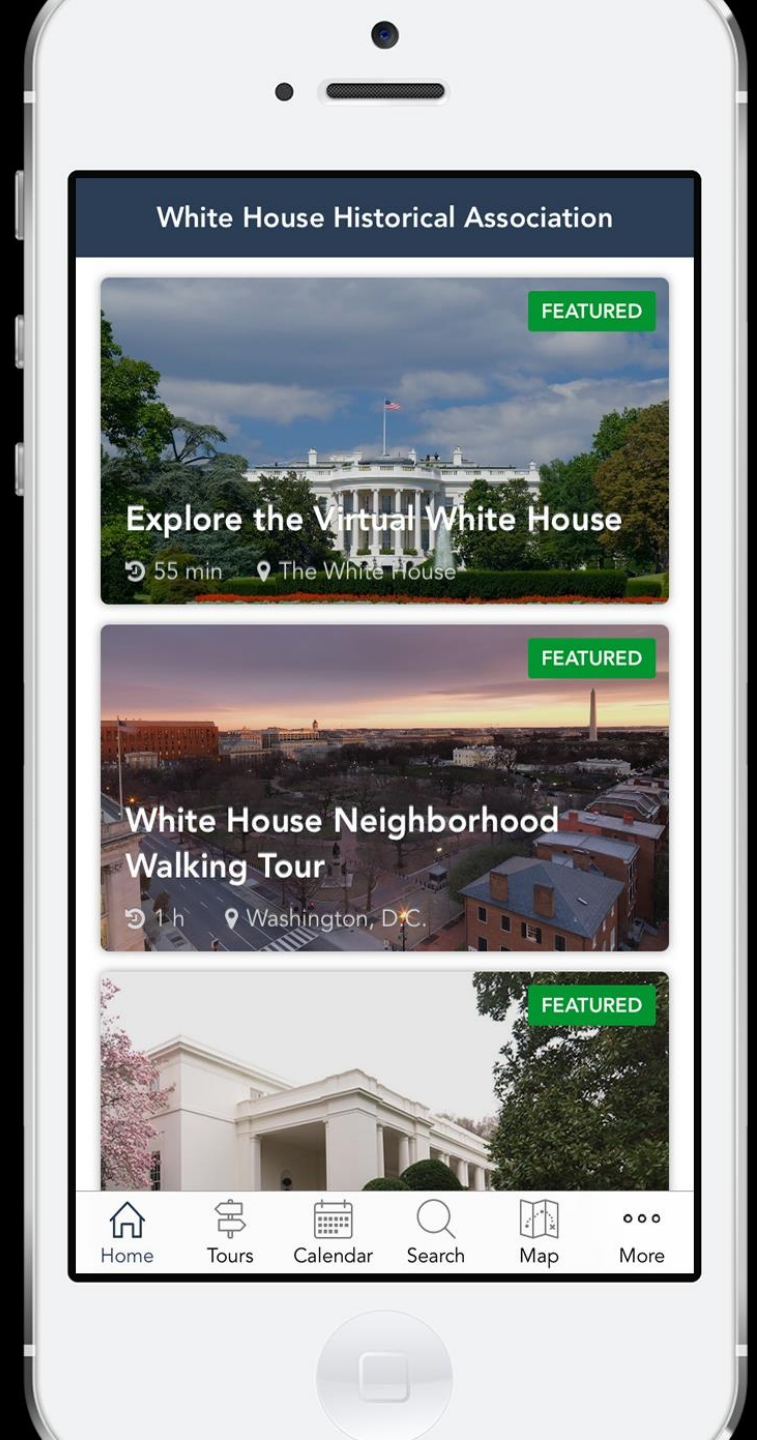 White House Historical Association
FEATURED
Explore the Virtual White House
55 min The White House
FEATURED
White House Neighborhood
Walking Tour
1 h Washington, D.C.
FEATURED
Home Tours Calendar Search Map More